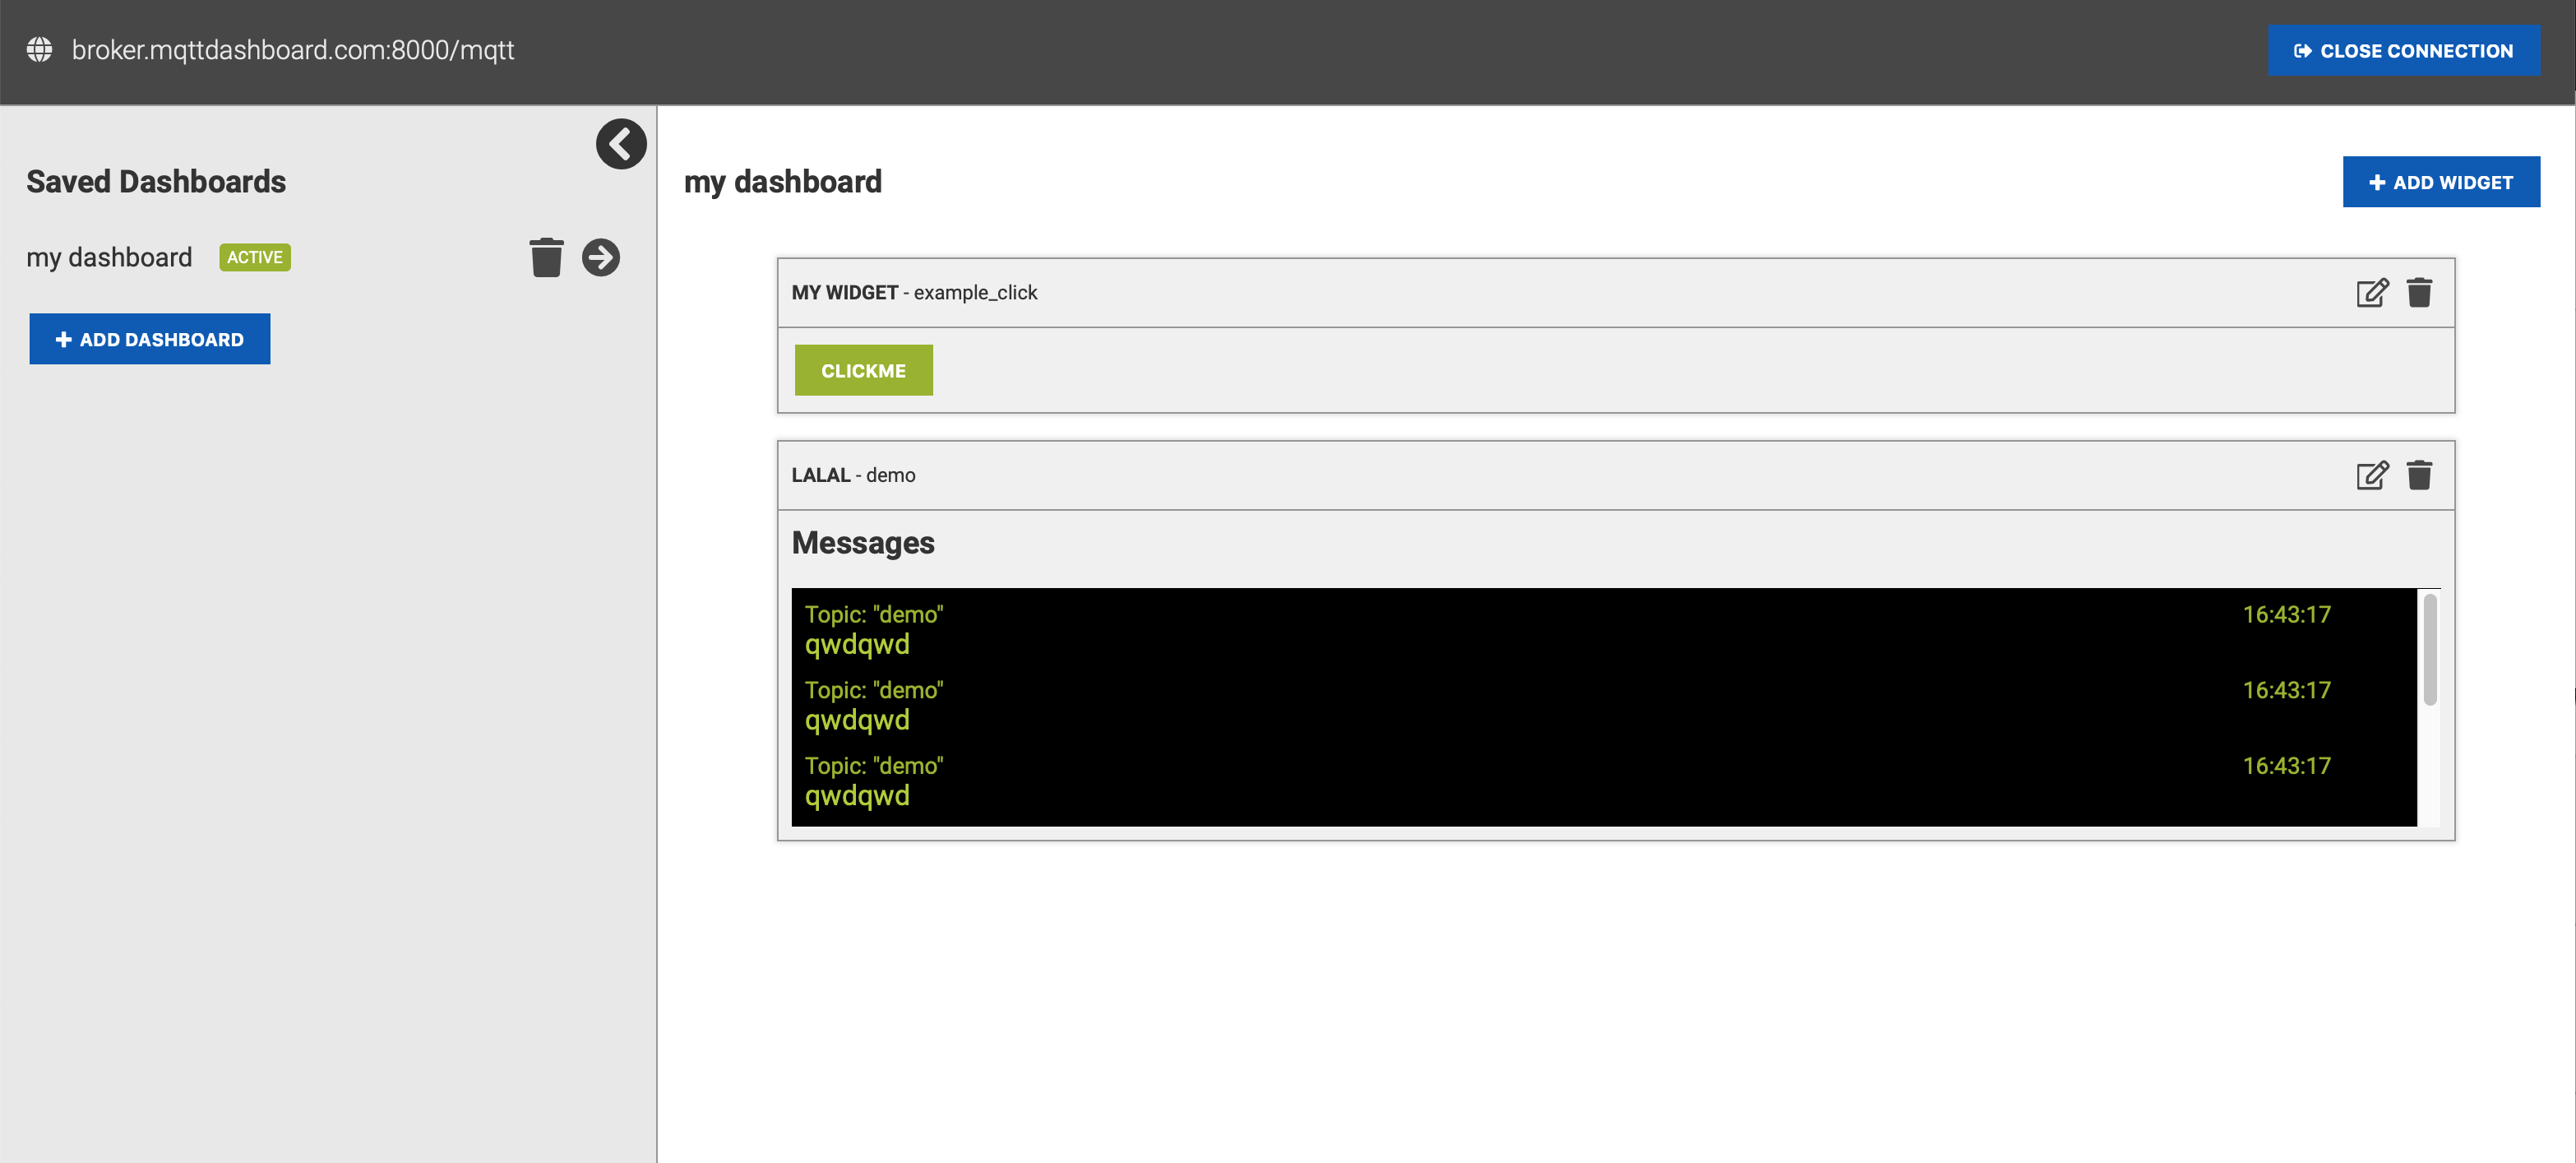 broker.mqttdashboard.com:8000/mqtt
CLOSE CONNECTION
Saved Dashboards
my dashboard ACTIVE
ADD DASHBOARD
my dashboard
ADD WIDGET
MY WIDGET - example_click
CLICKME
LALAL - demo
Messages
Topic: "demo" 16:43:17
qwdqwd
Topic: "demo" 16:43:17
qwdqwd
Topic: "demo" 16:43:17
qwdqwd